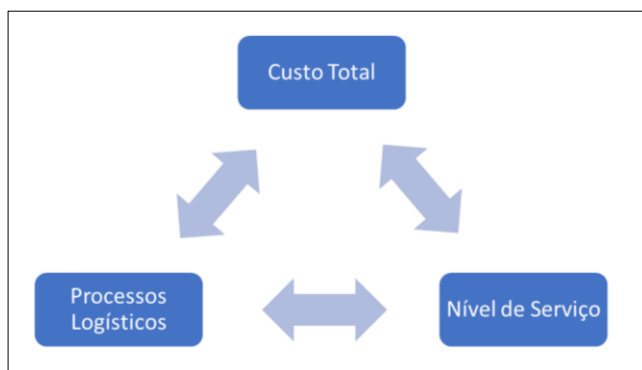 Custo Total
Processos
Logísticos
Nível de Serviço